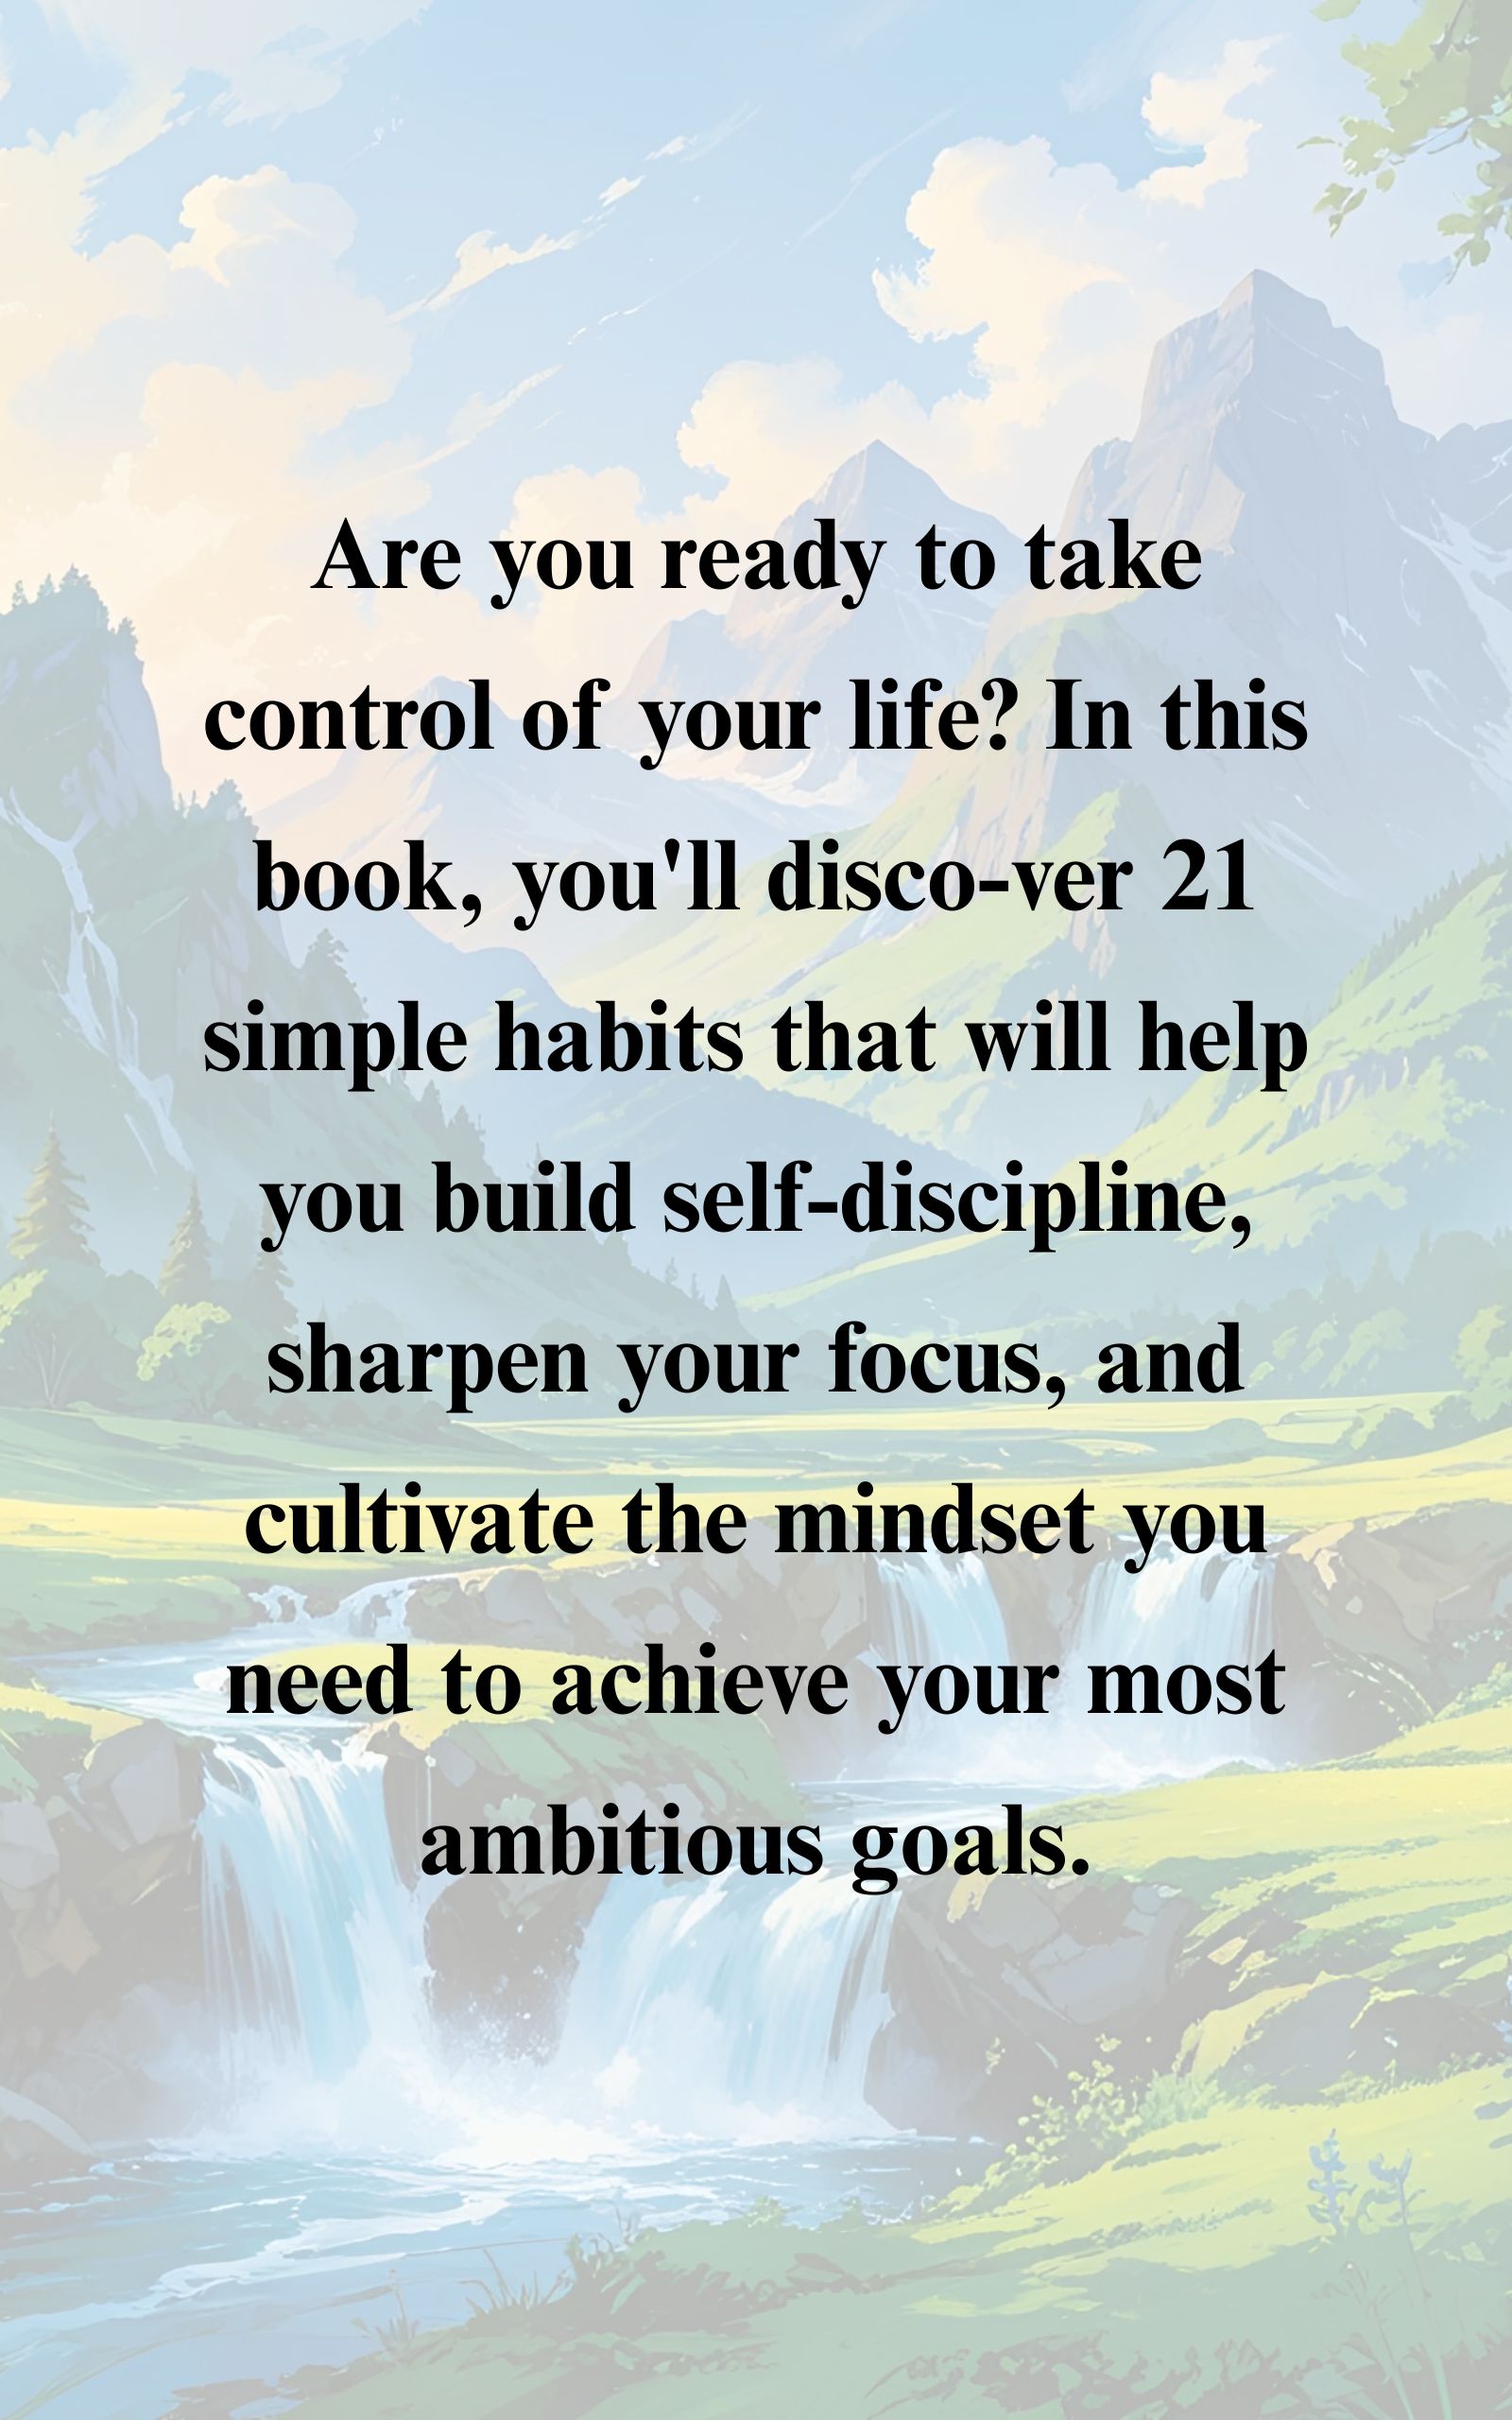 Are you ready to take
control of your life? In this
book, you'll disco-ver 21
simple habits that will help
you build self-discipline,
sharpen your focus, and
cultivate the mindset you
need to achieve your most
ambitious goals.